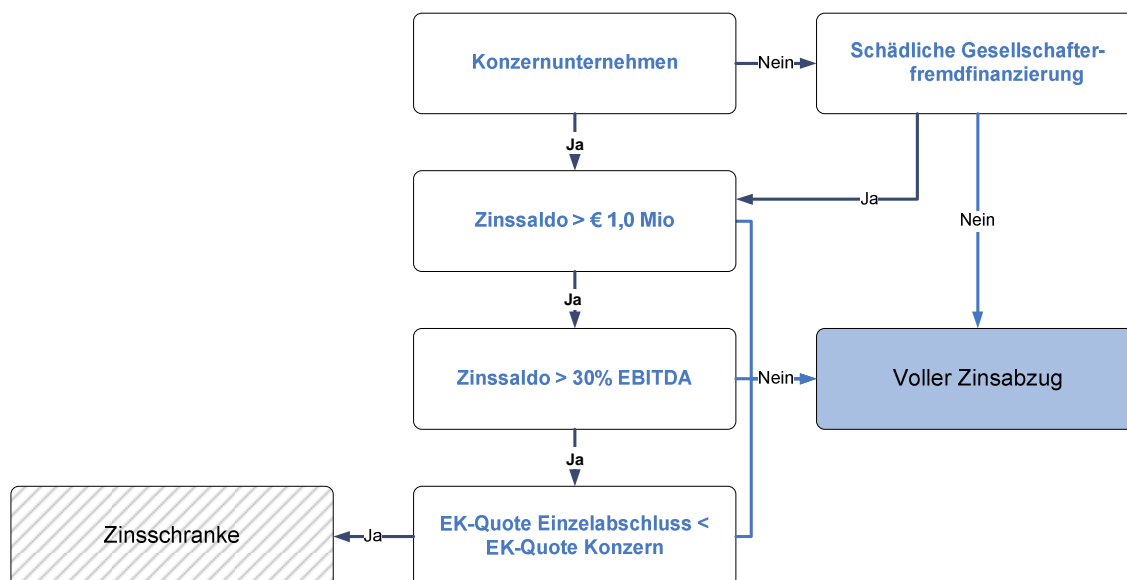 Konzernunternehmen
Nein
Schädliche Gesellschafter-
fremdfinanzierung
Ja
Zinssaldo > € 1,0 Mio
Ja
Nein
Ja
Zinssaldo > 30% EBITDA
Nein
Voller Zinsabzug
Ja
Zinsschranke
Ja
EK-Quote Einzelabschluss <
EK-Quote Konzern